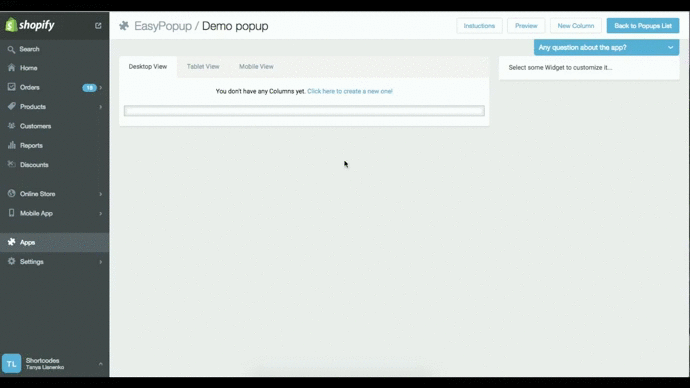 shopify
EasyPopup / Demo popup
Instuctions
Preview
New Column
Back to Popups List
Any question about the app?
Search
Home
Orders 19
Products
Customers
Reports
Discounts
Online Store
Mobile App
Apps
Settings
Desktop View
Tablet View
Mobile View
You don't have any Columns yet. Click here to create a new one!
Select some Widget to customize it...
TL
Shortcodes
Tanya Lisnenko